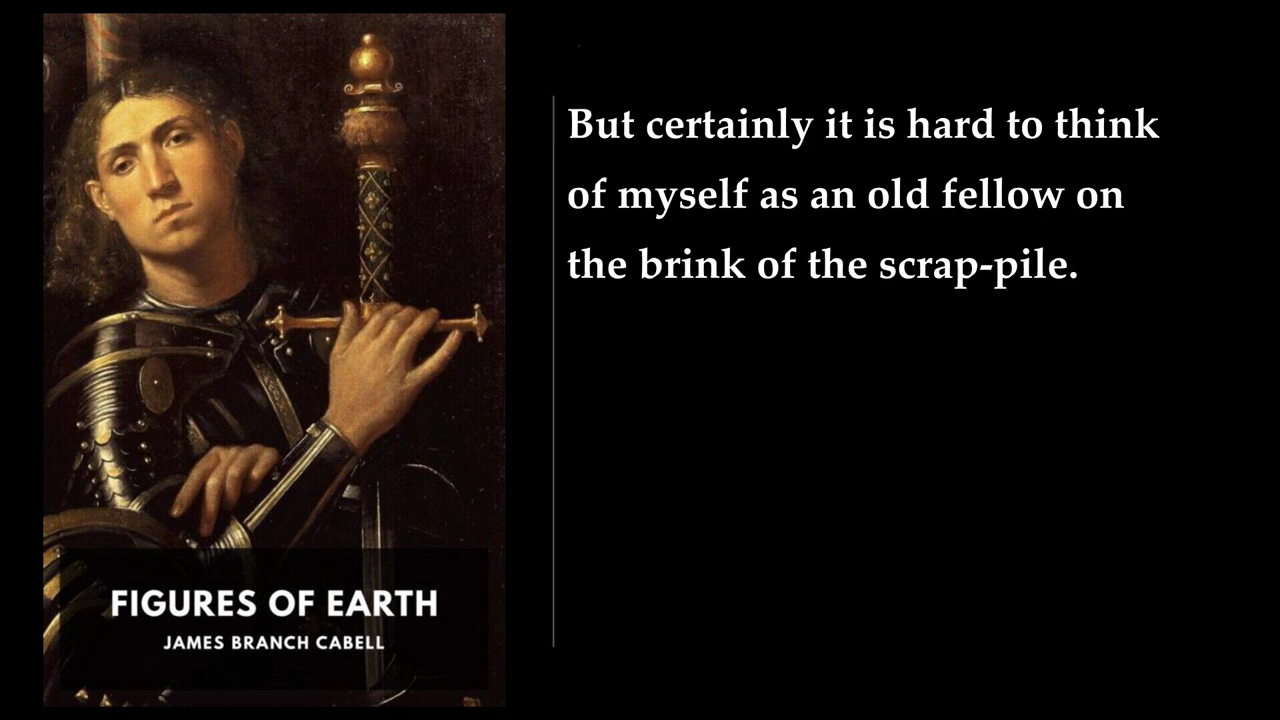 FIGURES OF EARTH
JAMES BRANCH CABELL
But certainly it is hard to think
of myself as an old fellow on
the brink of the scrap-pile.